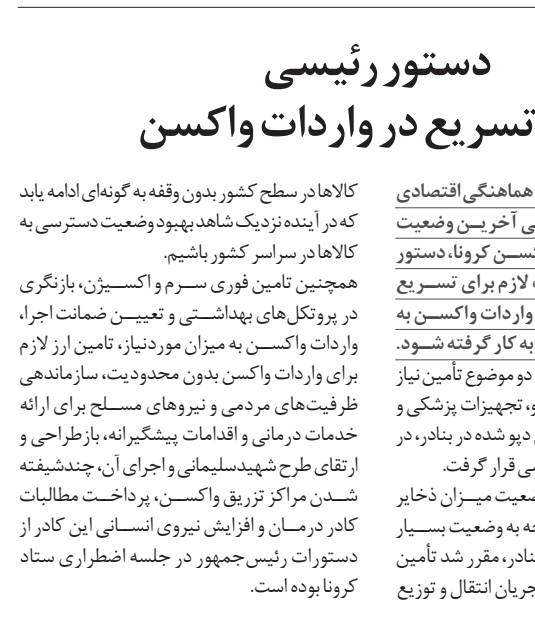 دستور رئیسی
تسریع در واردات واکسن
هماهنگی اقتصادی
آخرین وضعیت
کرونا، دستور
لازم برای تسریع
واردات واکسن به
به کار گرفته شود.
دو موضوع تأمین نیاز
تجهیزات پزشکی و
دپو شده در بنادر، در
قرار گرفت.
میزان ذخایر
به وضعیت بسیار
مقرر شد تأمین
جریان انتقال و توزیع
کالاها در سطح کشور بدون وقفه به گونه‌ای ادامه یابد
که در آینده نزدیک شاهد بهبود وضعیت دسترسی به
کالاها در سراسر کشور باشیم.
همچنین تامین فوری سرم و اکسیژن، بازنگری
در پروتکل‌های بهداشتی و تعیین ضمانت اجرا،
واردات واکسن به میزان موردنیاز، تامین ارز لازم
برای واردات واکسن بدون محدودیت، سازماندهی
ظرفیت‌های مردمی و نیروهای مسلح برای ارائه
خدمات درمانی و اقدامات پیشگیرانه، بازطراحی و
ارتقای طرح شهیدسلیمانی و اجرای آن، چندشیفته
شدن مراکز تزریق واکسن، پرداخت مطالبات
کادر درمان و افزایش نیروی انسانی این کادر از
دستورات رئیس‌جمهور در جلسه اضطراری ستاد
کرونا بوده است.